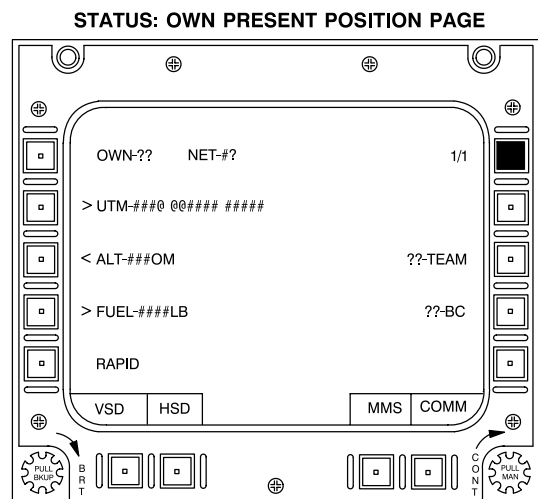 STATUS: OWN PRESENT POSITION PAGE
OWN-?? NET-#? 1/1
> UTM-###@ @@#### #####
< ALT-###OM ??-TEAM
> FUEL-####LB ??-BC
RAPID
VSD HSD MMS COMM
PULL BKUP
BRT
CONT
PULL MAN